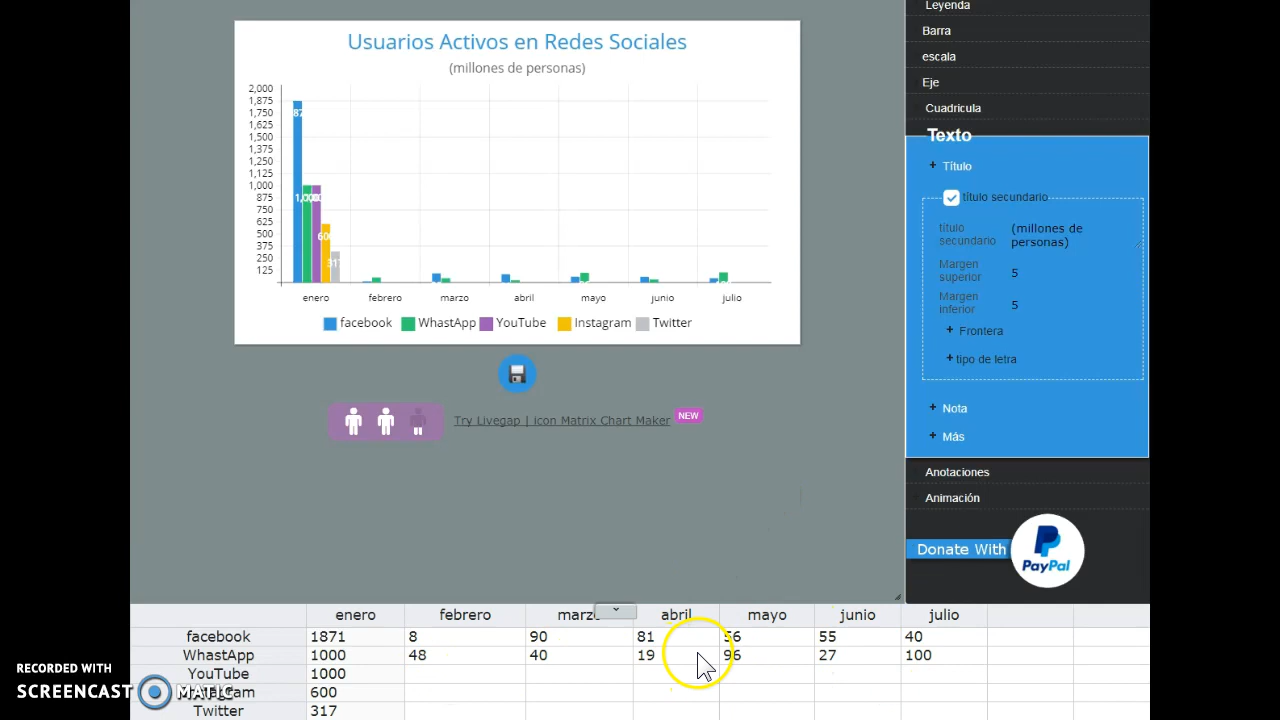 Usuarios Activos en Redes Sociales
(millones de personas)
2,000
1,875
1,750
1,625
1,500
1,375
1,250
1,125
1,000
875
750
625
500
375
250
125
enero febrero marzo abril mayo junio julio
facebook WhastApp YouTube Instagram Twitter
Try Livegap | icon Matrix Chart Maker NEW
Leyenda
Barra
escala
Eje
Cuadricula
Texto
+ Título
título secundario
título secundario (millones de personas)
Margen superior 5
Margen inferior 5
+ Frontera
+ tipo de letra
+ Nota
+ Más
Anotaciones
Animación
Donate With PayPal
enero febrero abril mayo junio julio
facebook 1871 8 90 81 56 55 40
WhastApp 1000 48 40 19 96 27 100
YouTube 1000
600
Twitter 317
RECORDED WITH
SCREENCAST MATIC